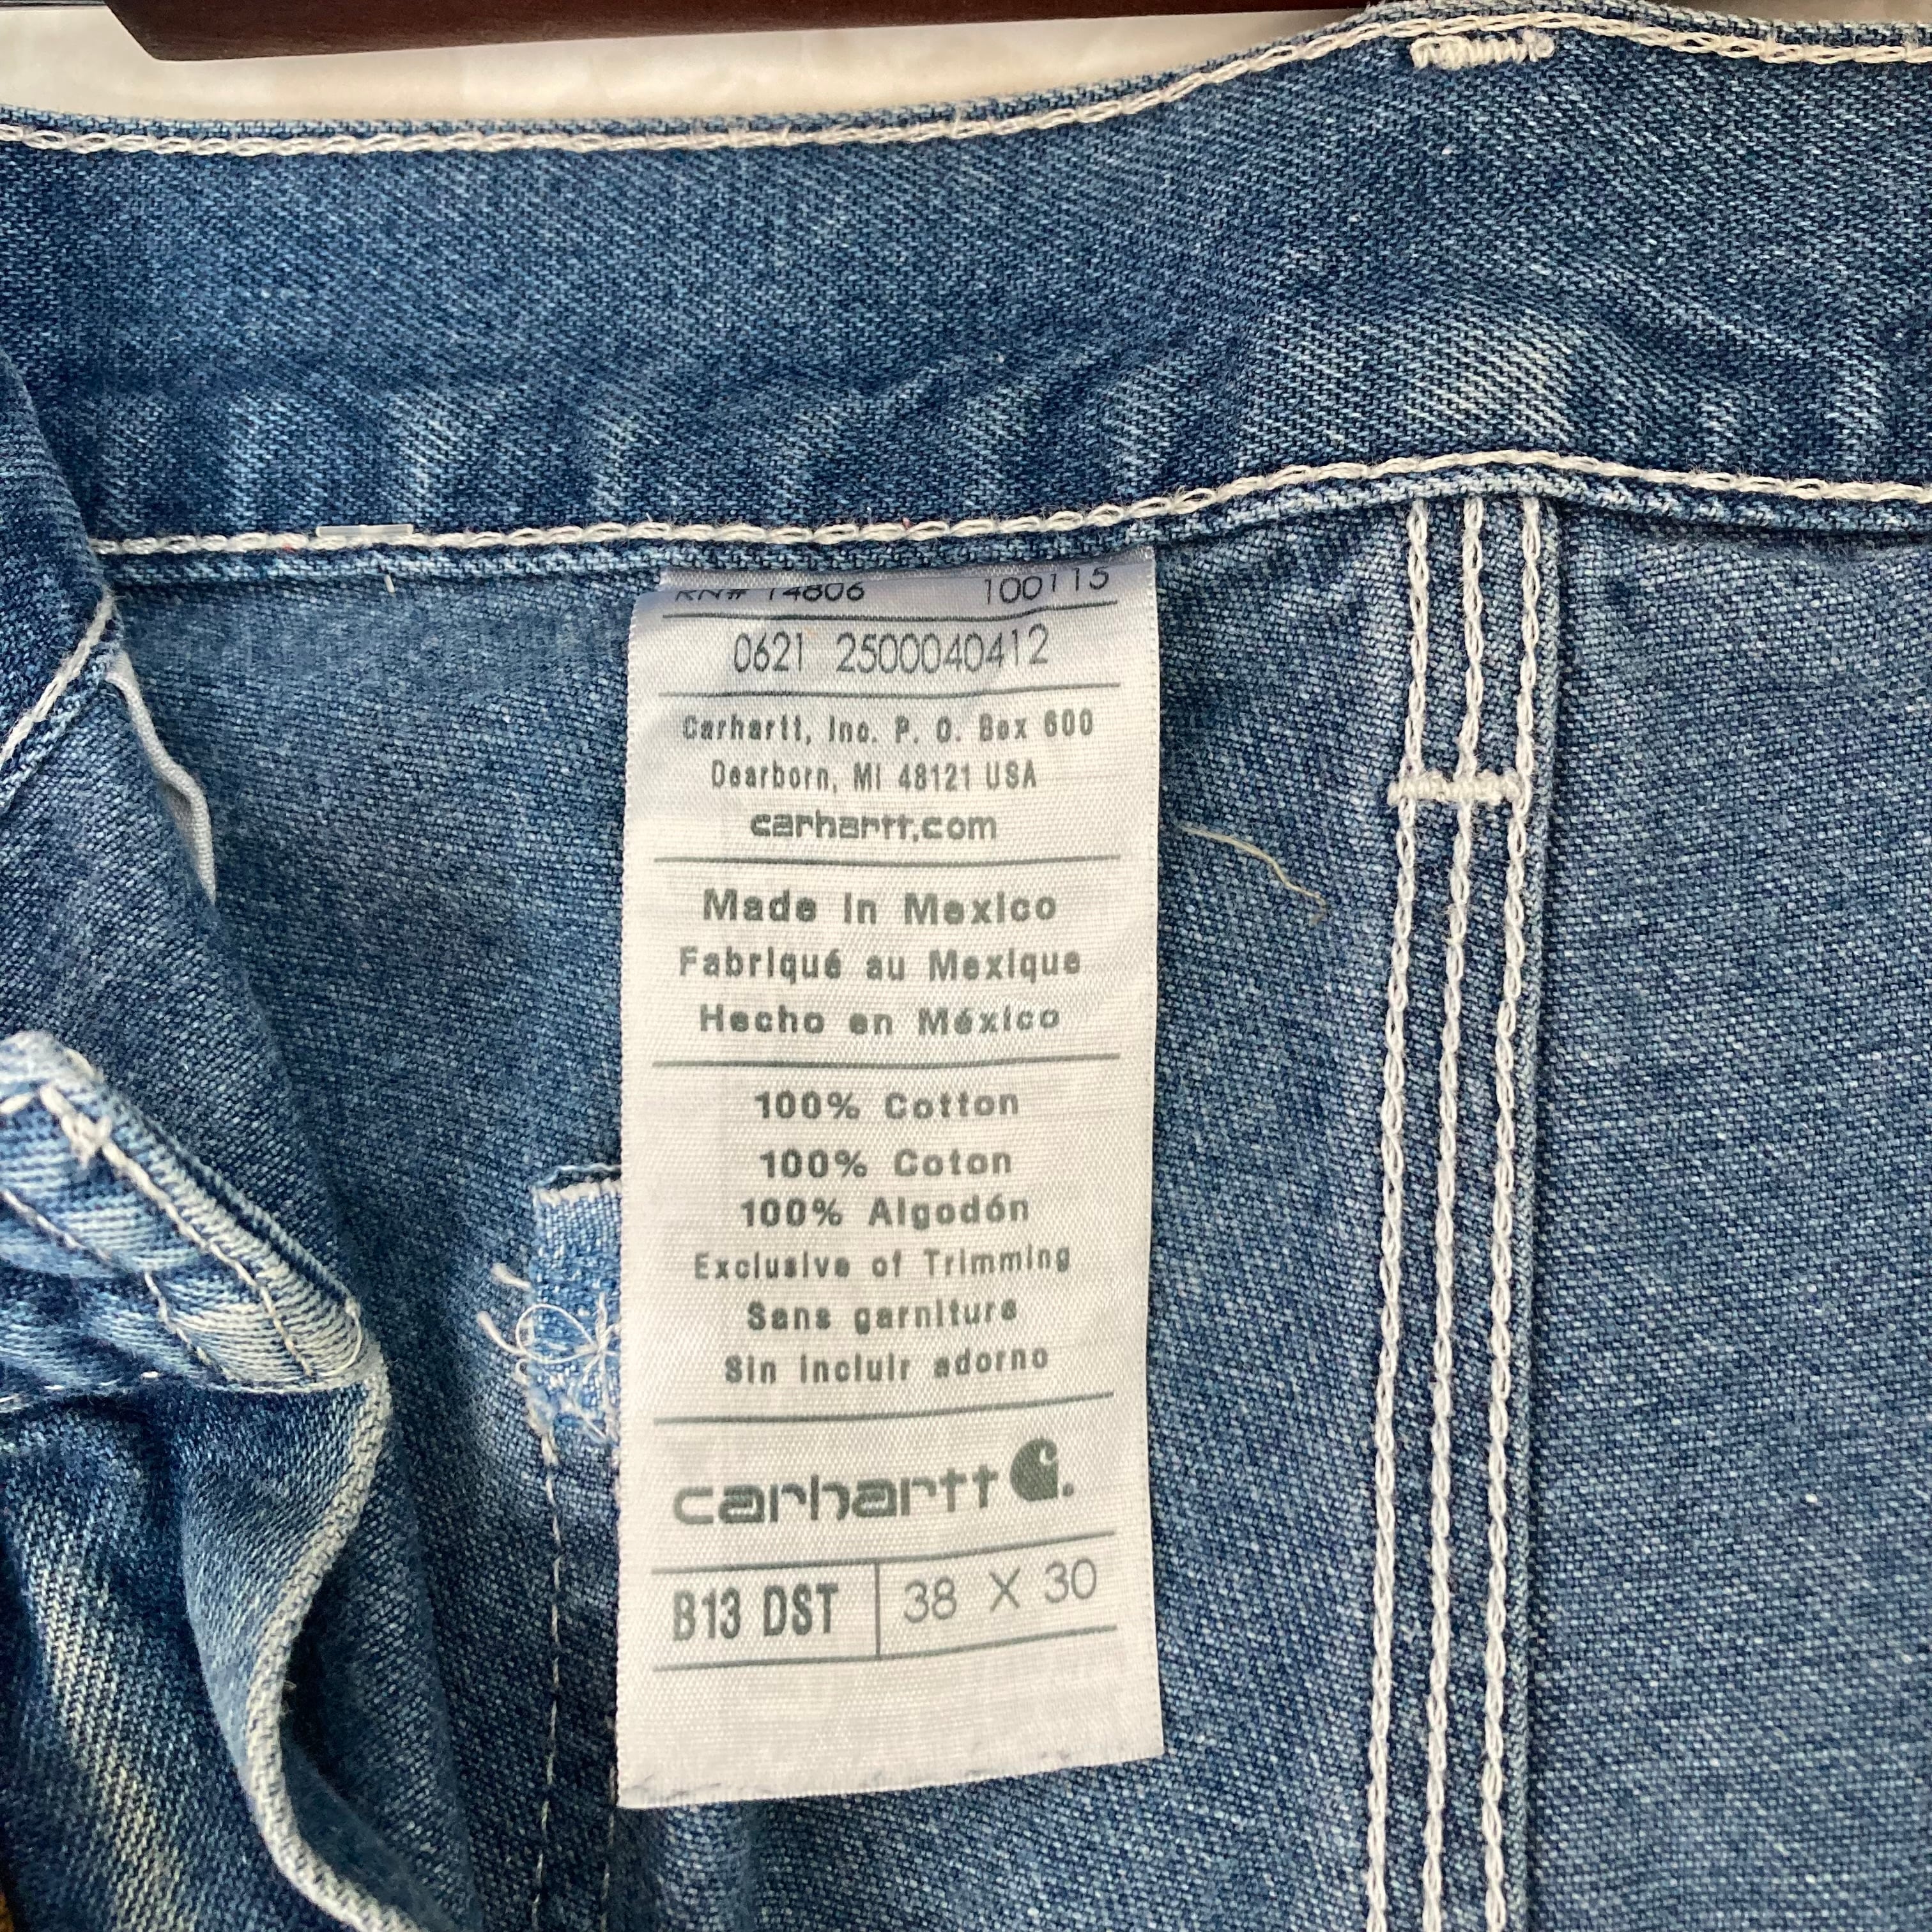 RN# 14806 100115
0621 2500040412
Carhartt, Inc. P. O. Box 600
Dearborn, MI 48121 USA
carhartt.com
Made in Mexico
Fabriqué au Mexique
Hecho en México
100% Cotton
100% Coton
100% Algodón
Exclusive of Trimming
Sans garniture
Sin incluir adorno
carhartt
B13 DST 38 X 30